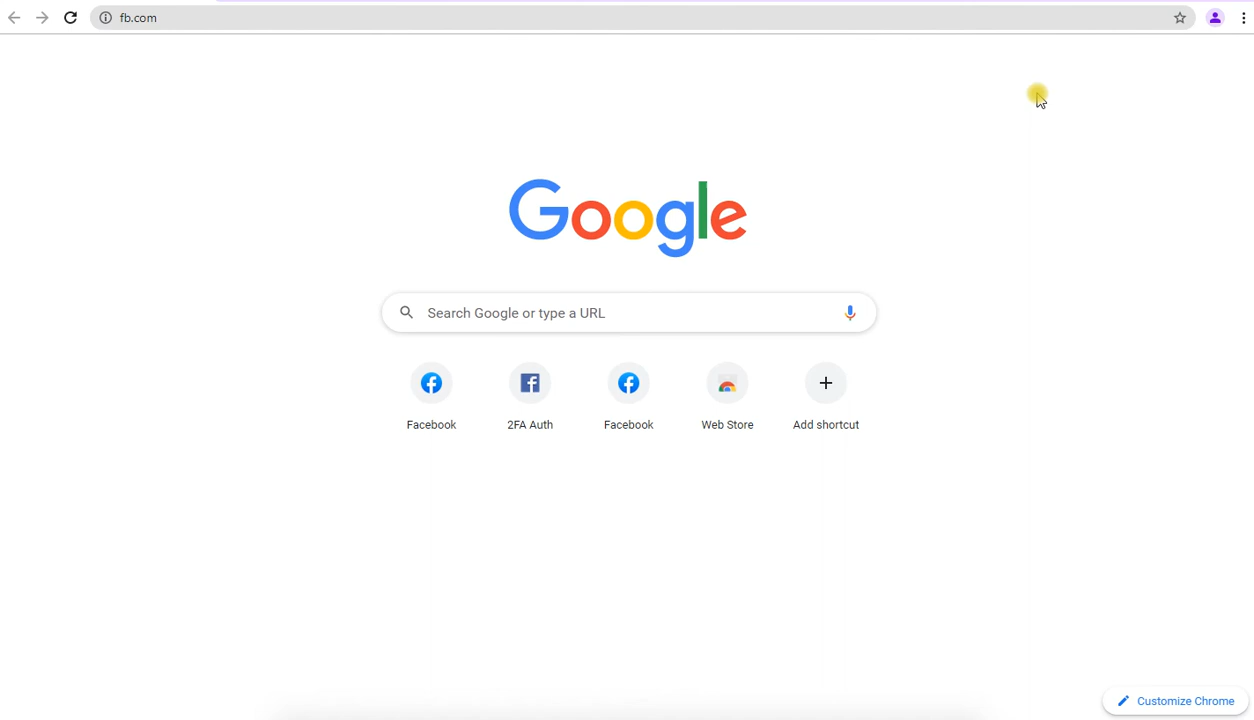 fb.com
Google
Search Google or type a URL
Facebook
2FA Auth
Facebook
Web Store
Add shortcut
Customize Chrome